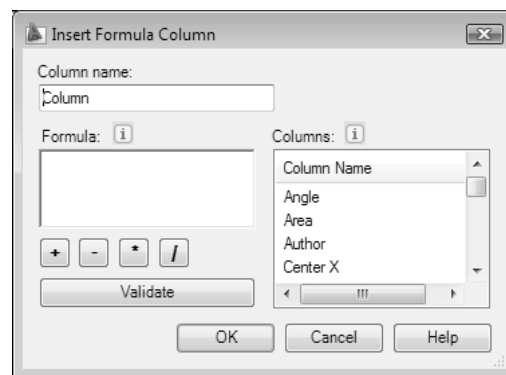 Insert Formula Column
Column name:
Column
Formula: i
Columns: i
Column Name
Angle
Area
Author
Center X
+ - * /
Validate
OK Cancel Help